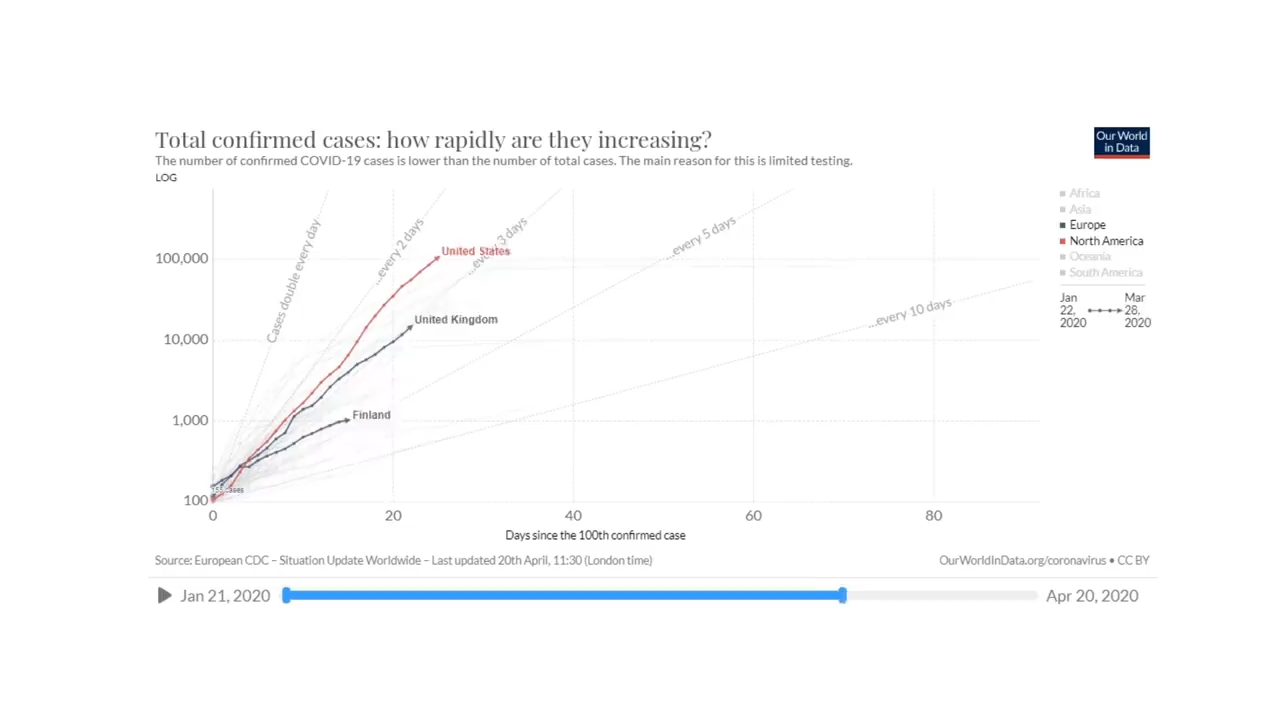 Total confirmed cases: how rapidly are they increasing?
Our World
in Data
The number of confirmed COVID-19 cases is lower than the number of total cases. The main reason for this is limited testing.
LOG
Africa
Asia
Europe
North America
Oceania
South America
Jan
22,
2020
Mar
28,
2020
Cases double every day
...every 2 days
...every 3 days
...every 5 days
...every 10 days
United States
United Kingdom
Finland
100,000
10,000
1,000
100
cases
0
20
40
60
80
Days since the 100th confirmed case
Source: European CDC – Situation Update Worldwide – Last updated 20th April, 11:30 (London time)
OurWorldInData.org/coronavirus • CC BY
Jan 21, 2020
Apr 20, 2020